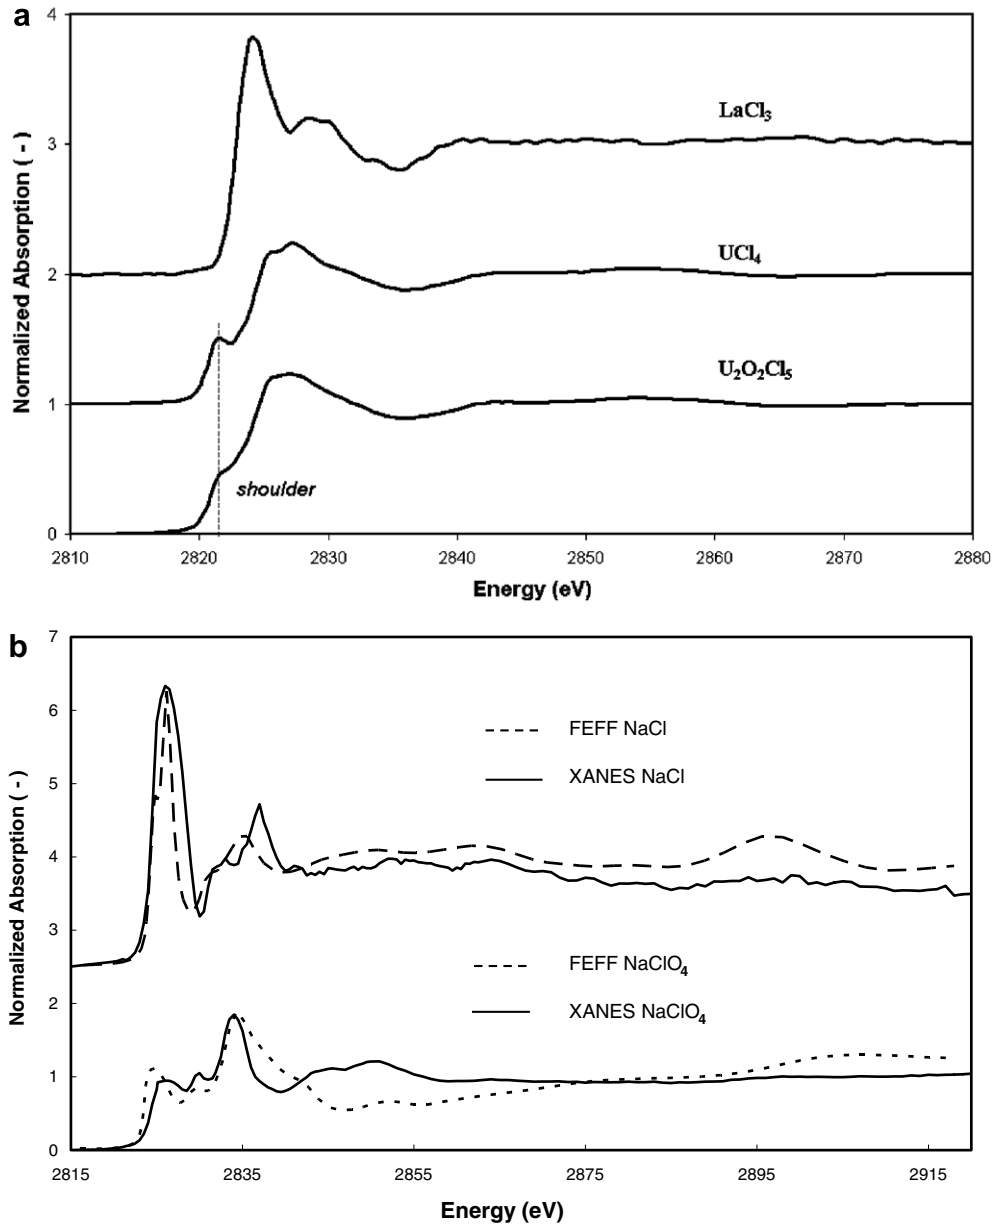 a
4
3
2
1
0
Normalized Absorption ( - )
LaCl3
UCl4
U2O2Cl5
shoulder
2810 2820 2830 2840 2850 2860 2870 2880
Energy (eV)
b
7
6
5
4
3
2
1
0
Normalized Absorption ( - )
FEFF NaCl
XANES NaCl
FEFF NaClO4
XANES NaClO4
2815 2835 2855 2875 2895 2915
Energy (eV)